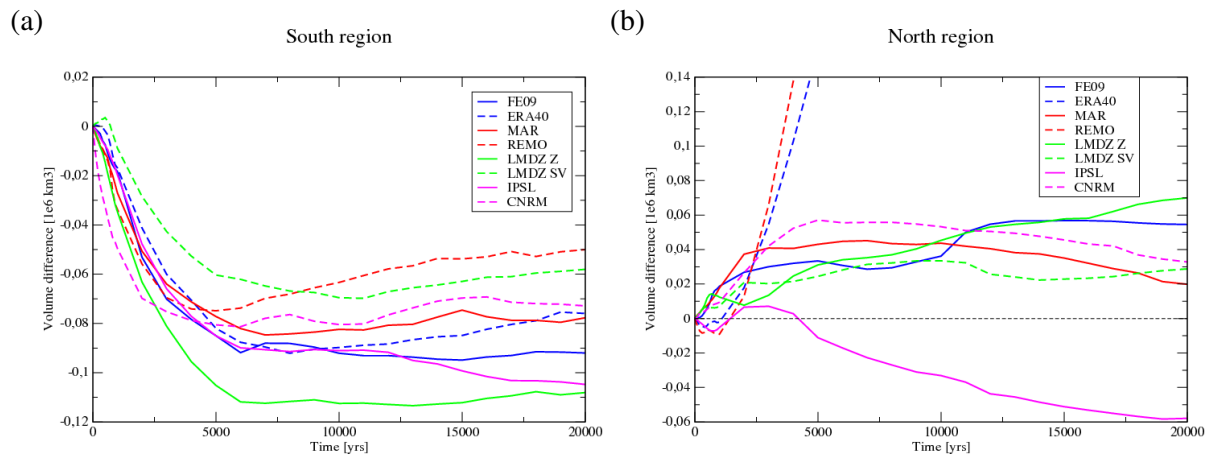 (a)
South region
0,02
0
-0,02
-0,04
-0,06
-0,08
-0,1
-0,12
Volume difference [1e6 km3]
FE09
ERA40
MAR
REMO
LMDZ Z
LMDZ SV
IPSL
CNRM
0
5000
10000
15000
20000
Time [yrs]
(b)
North region
0,14
0,12
0,1
0,08
0,06
0,04
0,02
0
-0,02
-0,04
-0,06
Volume difference [1e6 km3]
FE09
ERA40
MAR
REMO
LMDZ Z
LMDZ SV
IPSL
CNRM
0
5000
10000
15000
20000
Time [yrs]